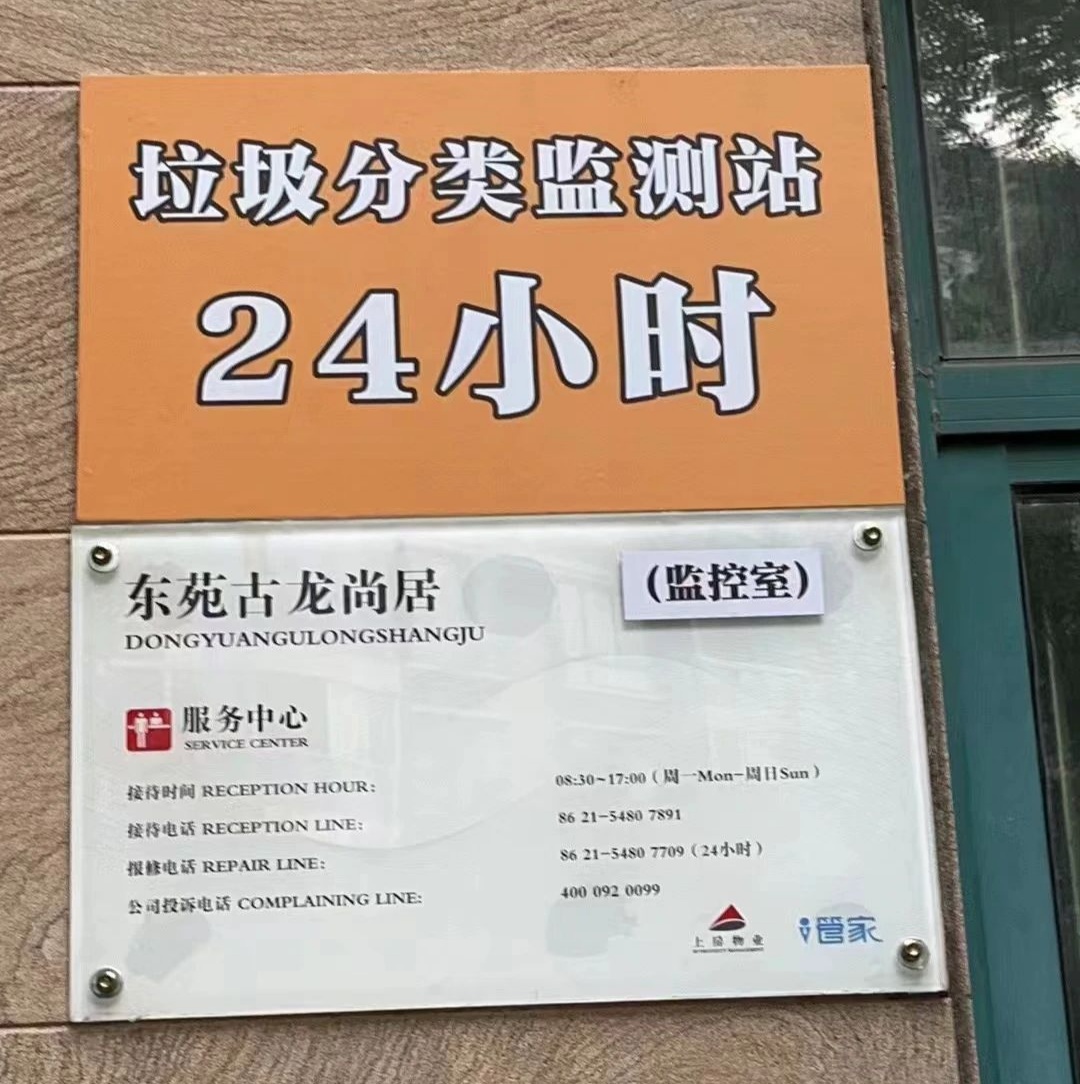 垃圾分类监测站
24小时
东苑古龙尚居
(监控室)
DONGYUANGULONGSHANGJU
服务中心
SERVICE CENTER
接待时间 RECEPTION HOUR: 08:30~17:00(周一Mon-周日Sun)
接待电话 RECEPTION LINE: 86 21-5480 7891
报修电话 REPAIR LINE: 86 21-5480 7709(24小时)
公司投诉电话 COMPLAINING LINE: 400 092 0099
上房物业
管家